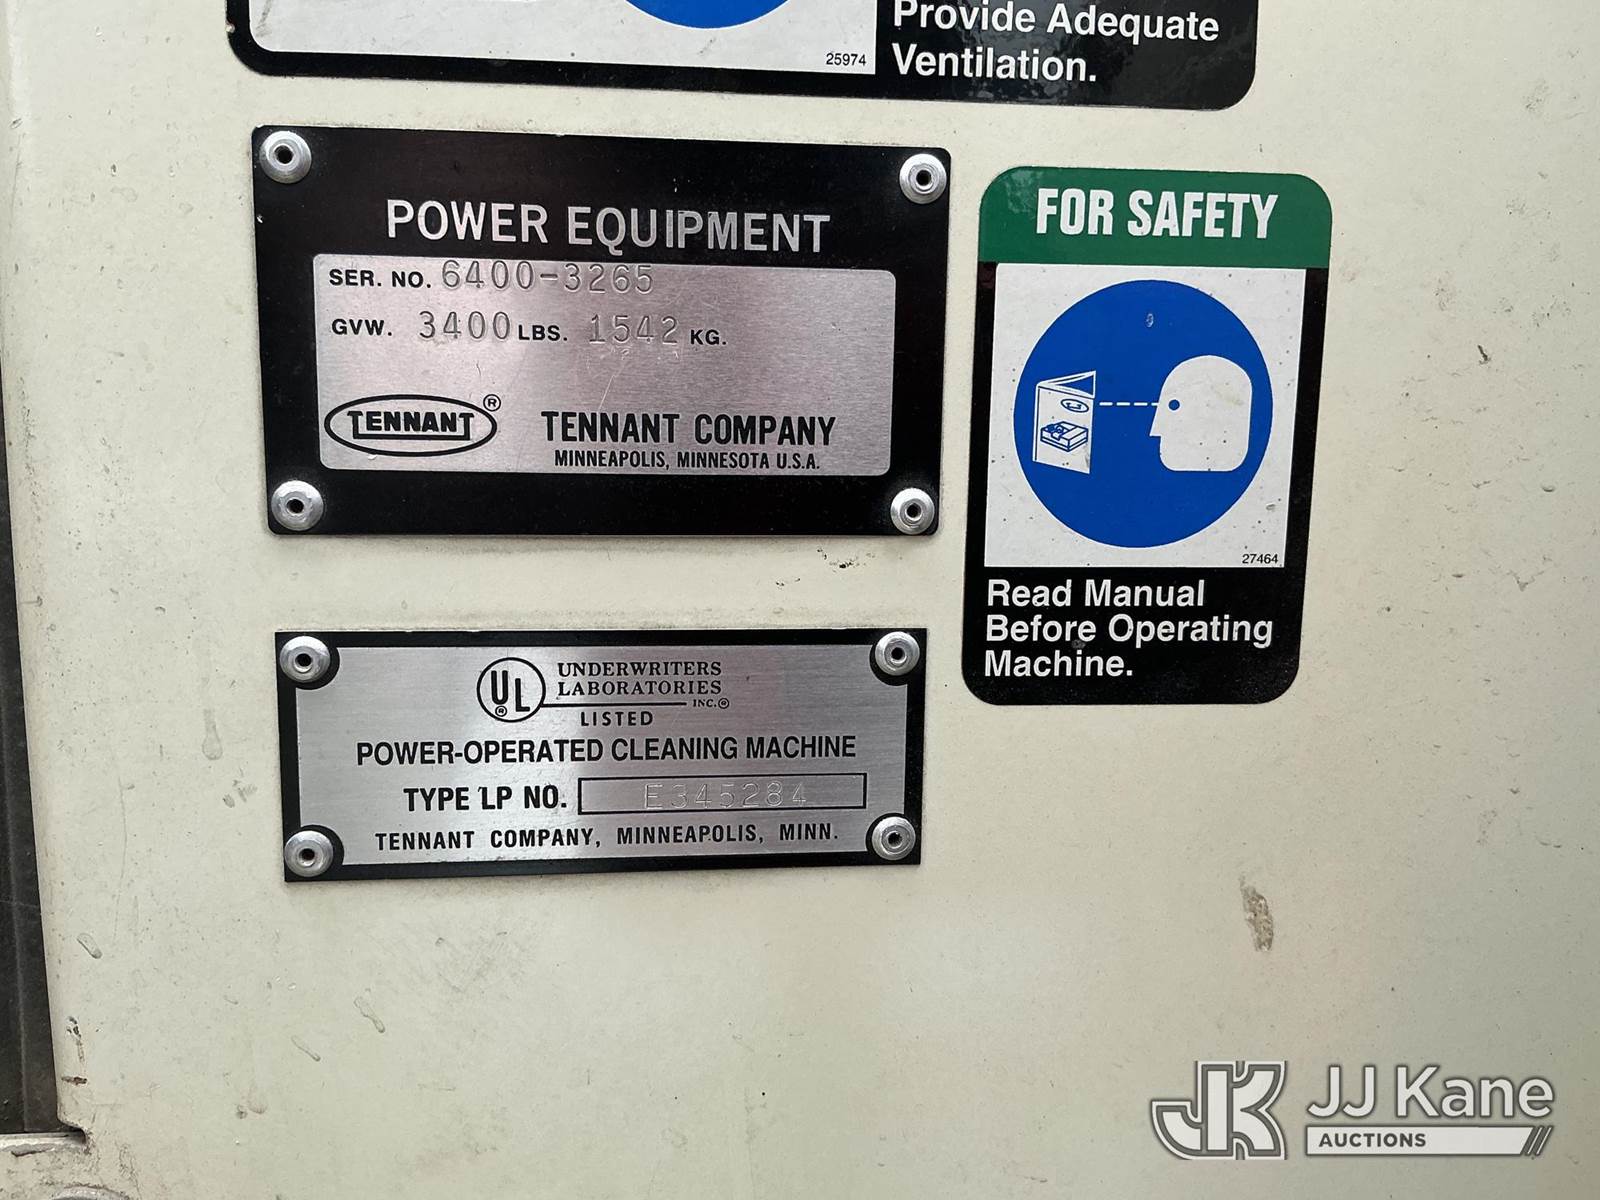 Provide Adequate
Ventilation.
25974
POWER EQUIPMENT
SER. NO. 6400-3265
GVW. 3400 LBS. 1542 KG.
TENNANT®
TENNANT COMPANY
MINNEAPOLIS, MINNESOTA U.S.A.
FOR SAFETY
27464
Read Manual
Before Operating
Machine.
UL® UNDERWRITERS
LABORATORIES
INC.®
LISTED
POWER-OPERATED CLEANING MACHINE
TYPE LP NO. E345284
TENNANT COMPANY, MINNEAPOLIS, MINN.
JK JJ Kane
AUCTIONS